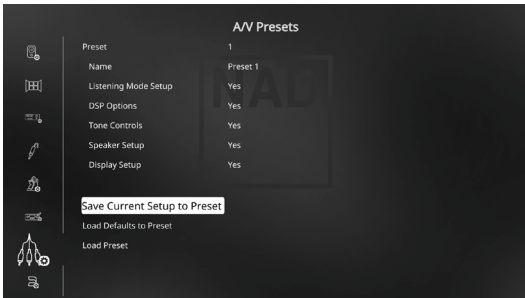 A/V Presets
Preset 1
Name Preset 1
Listening Mode Setup Yes
DSP Options Yes
Tone Controls Yes
Speaker Setup Yes
Display Setup Yes
Save Current Setup to Preset
Load Defaults to Preset
Load Preset
NAD